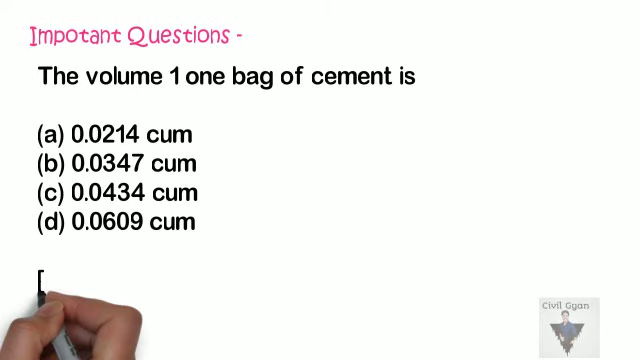 Impotant Questions -
The volume 1 one bag of cement is
(a) 0.0214 cum
(b) 0.0347 cum
(c) 0.0434 cum
(d) 0.0609 cum
[
Civil Gyan